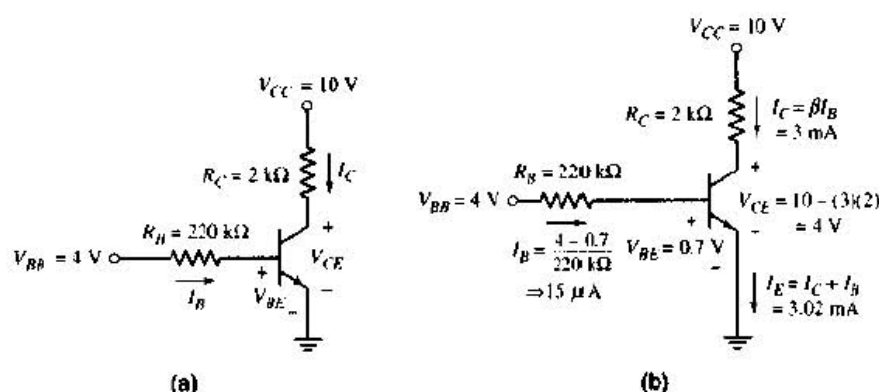 V_CC = 10 V
R_C = 2 kΩ
I_C
R_B = 220 kΩ
V_BB = 4 V
I_B
+
V_BE
−
+
V_CE
−
(a)
V_CC = 10 V
R_C = 2 kΩ
I_C = βI_B
= 3 mA
R_B = 220 kΩ
V_BB = 4 V
I_B = 4 − 0.7 / 220 kΩ
⇒ 15 μA
+
V_BE = 0.7 V
−
+
V_CE = 10 − (3)(2)
= 4 V
−
I_E = I_C + I_B
= 3.02 mA
(b)